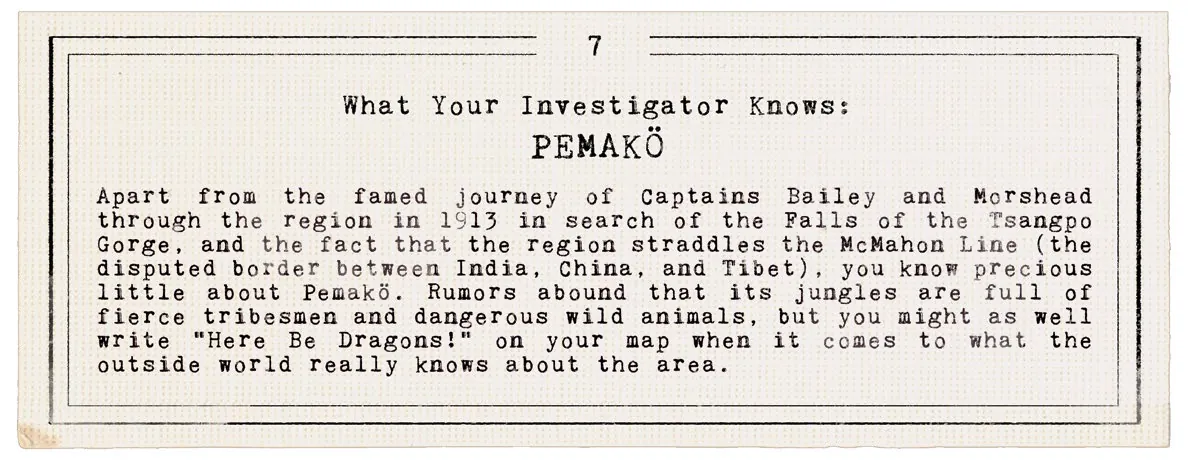 7
What Your Investigator Knows:
PEMAKÖ
Apart from the famed journey of Captains Bailey and Morshead
through the region in 1913 in search of the Falls of the Tsangpo
Gorge, and the fact that the region straddles the McMahon Line (the
disputed border between India, China, and Tibet), you know precious
little about Pemakö. Rumors abound that its jungles are full of
fierce tribesmen and dangerous wild animals, but you might as well
write "Here Be Dragons!" on your map when it comes to what the
outside world really knows about the area.